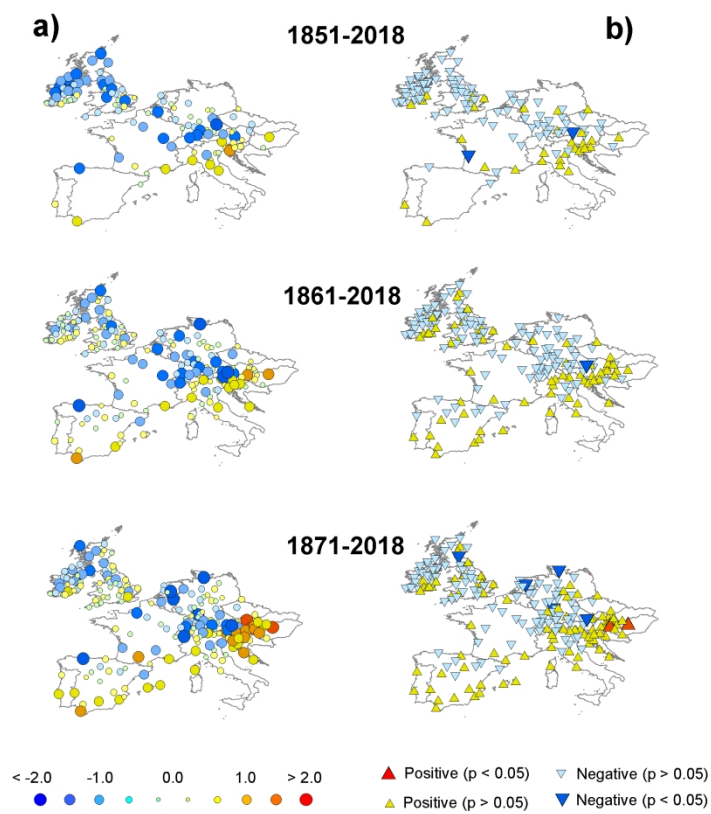 a)
1851-2018
b)
1861-2018
1871-2018
< -2.0 -1.0 0.0 1.0 > 2.0
Positive (p < 0.05) Negative (p > 0.05)
Positive (p > 0.05) Negative (p < 0.05)